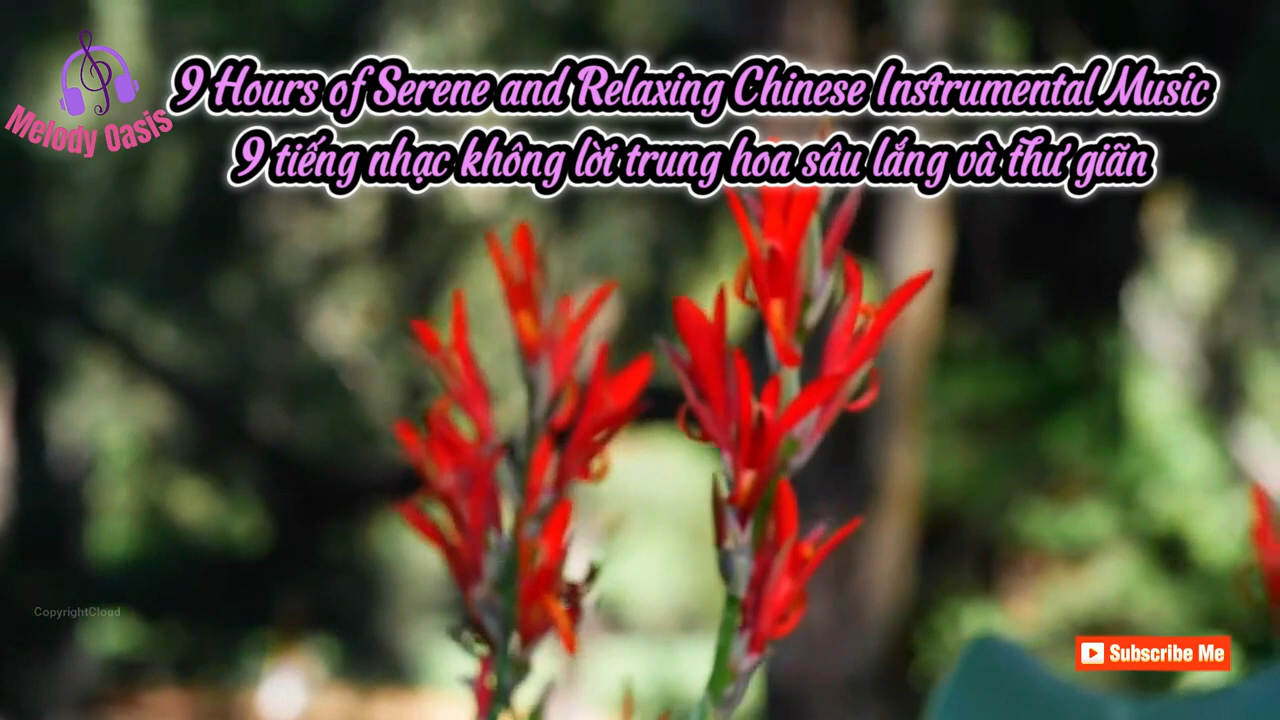 Melody Oasis
9 Hours of Serene and Relaxing Chinese Instrumental Music
9 tiếng nhạc không lời trung hoa sâu lắng và thư giãn
CopyrightCloud
Subscribe Me